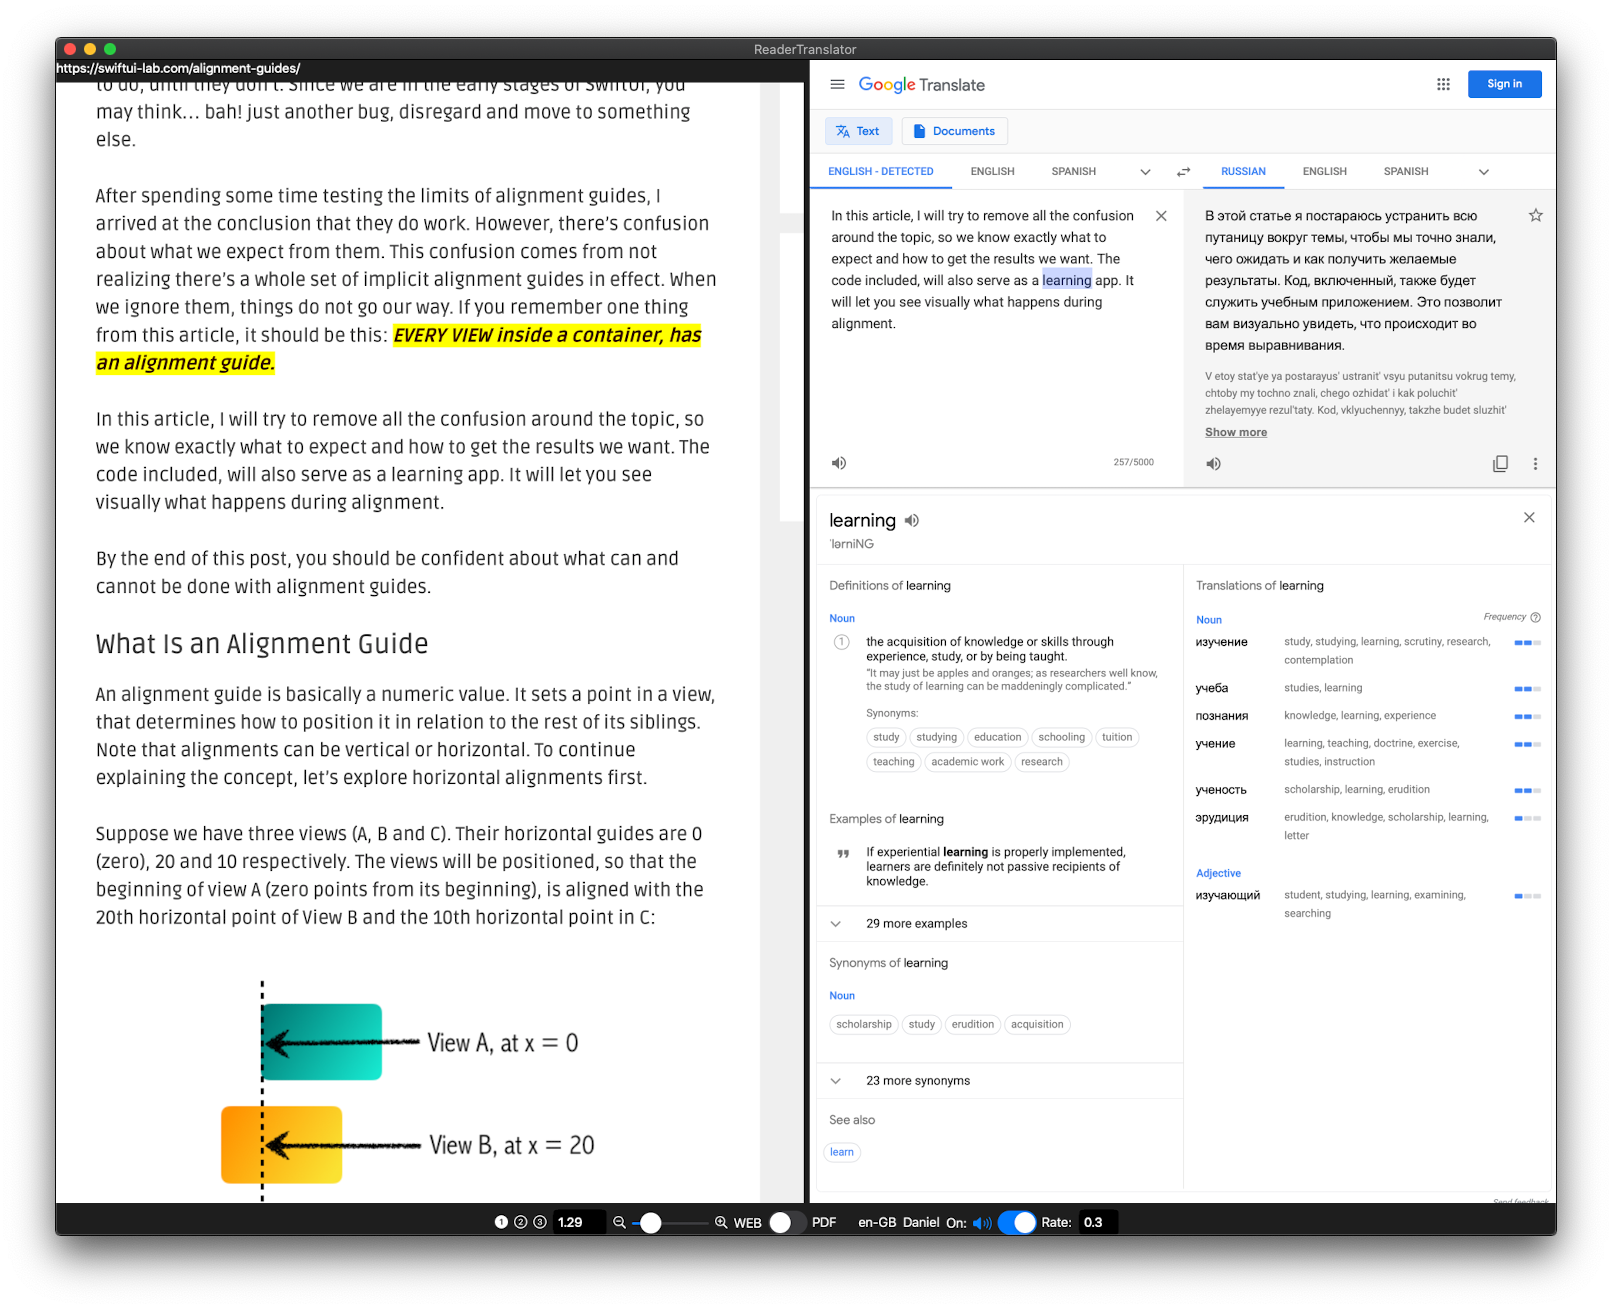 ReaderTranslator
https://swiftui-lab.com/alignment-guides/
to do, until they don't. Since we are in the early stages of SwiftUI, you
may think... bah! just another bug, disregard and move to something
else.
After spending some time testing the limits of alignment guides, I
arrived at the conclusion that they do work. However, there's confusion
about what we expect from them. This confusion comes from not
realizing there's a whole set of implicit alignment guides in effect. When
we ignore them, things do not go our way. If you remember one thing
from this article, it should be this: EVERY VIEW inside a container, has
an alignment guide.
In this article, I will try to remove all the confusion around the topic, so
we know exactly what to expect and how to get the results we want. The
code included, will also serve as a learning app. It will let you see
visually what happens during alignment.
By the end of this post, you should be confident about what can and
cannot be done with alignment guides.
What Is an Alignment Guide
An alignment guide is basically a numeric value. It sets a point in a view,
that determines how to position it in relation to the rest of its siblings.
Note that alignments can be vertical or horizontal. To continue
explaining the concept, let's explore horizontal alignments first.
Suppose we have three views (A, B and C). Their horizontal guides are 0
(zero), 20 and 10 respectively. The views will be positioned, so that the
beginning of view A (zero points from its beginning), is aligned with the
20th horizontal point of View B and the 10th horizontal point in C:
View A, at x = 0
View B, at x = 20
Google Translate
Sign in
Text
Documents
ENGLISH - DETECTED ENGLISH SPANISH
RUSSIAN ENGLISH SPANISH
In this article, I will try to remove all the confusion
around the topic, so we know exactly what to
expect and how to get the results we want. The
code included, will also serve as a learning app. It
will let you see visually what happens during
alignment.
257/5000
В этой статье я постараюсь устранить всю
путаницу вокруг темы, чтобы мы точно знали,
чего ожидать и как получить желаемые
результаты. Код, включенный, также будет
служить учебным приложением. Это позволит
вам визуально увидеть, что происходит во
время выравнивания.
V etoy stat'ye ya postarayus' ustranit' vsyu putanitsu vokrug temy,
chtoby my tochno znali, chego ozhidat' i kak poluchit'
zhelayemyye rezul'taty. Kod, vklyuchennyy, takzhe budet sluzhit'
Show more
learning
ˈlərniNG
Definitions of learning
Noun
1 the acquisition of knowledge or skills through
experience, study, or by being taught.
"It may just be apples and oranges; as researchers well know,
the study of learning can be maddeningly complicated."
Synonyms:
study studying education schooling tuition
teaching academic work research
Examples of learning
If experiential learning is properly implemented,
learners are definitely not passive recipients of
knowledge.
29 more examples
Synonyms of learning
Noun
scholarship study erudition acquisition
23 more synonyms
See also
learn
Translations of learning
Noun Frequency
изучение study, studying, learning, scrutiny, research,
contemplation
учеба studies, learning
познания knowledge, learning, experience
учение learning, teaching, doctrine, exercise,
studies, instruction
ученость scholarship, learning, erudition
эрудиция erudition, knowledge, scholarship, learning,
letter
Adjective
изучающий student, studying, learning, examining,
searching
Send feedback
1 2 3 1.29 WEB PDF en-GB Daniel On: Rate: 0.3